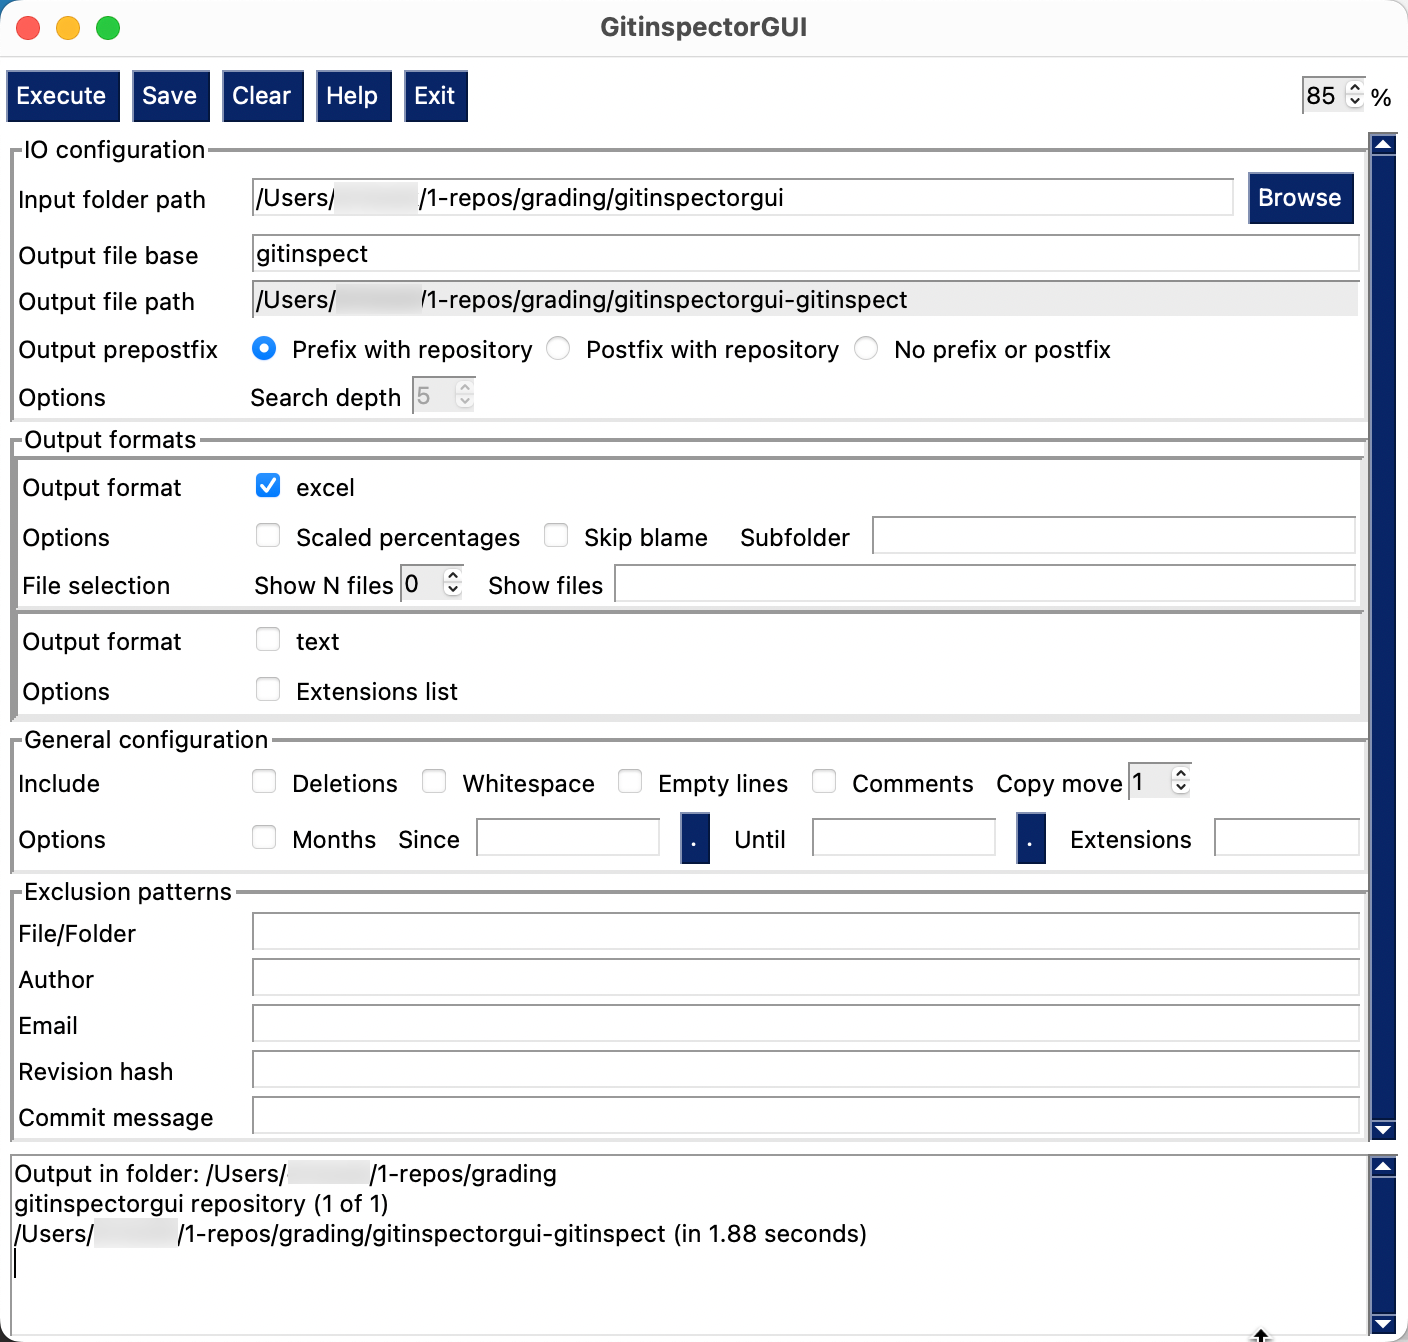 GitinspectorGUI
Execute Save Clear Help Exit 85 %
IO configuration
Input folder path /Users/ /1-repos/grading/gitinspectorgui Browse
Output file base gitinspect
Output file path /Users/ /1-repos/grading/gitinspectorgui-gitinspect
Output prepostfix Prefix with repository Postfix with repository No prefix or postfix
Options Search depth 5
Output formats
Output format excel
Options Scaled percentages Skip blame Subfolder
File selection Show N files 0 Show files
Output format text
Options Extensions list
General configuration
Include Deletions Whitespace Empty lines Comments Copy move 1
Options Months Since . Until . Extensions
Exclusion patterns
File/Folder
Author
Email
Revision hash
Commit message
Output in folder: /Users/ /1-repos/grading
gitinspectorgui repository (1 of 1)
/Users/ /1-repos/grading/gitinspectorgui-gitinspect (in 1.88 seconds)